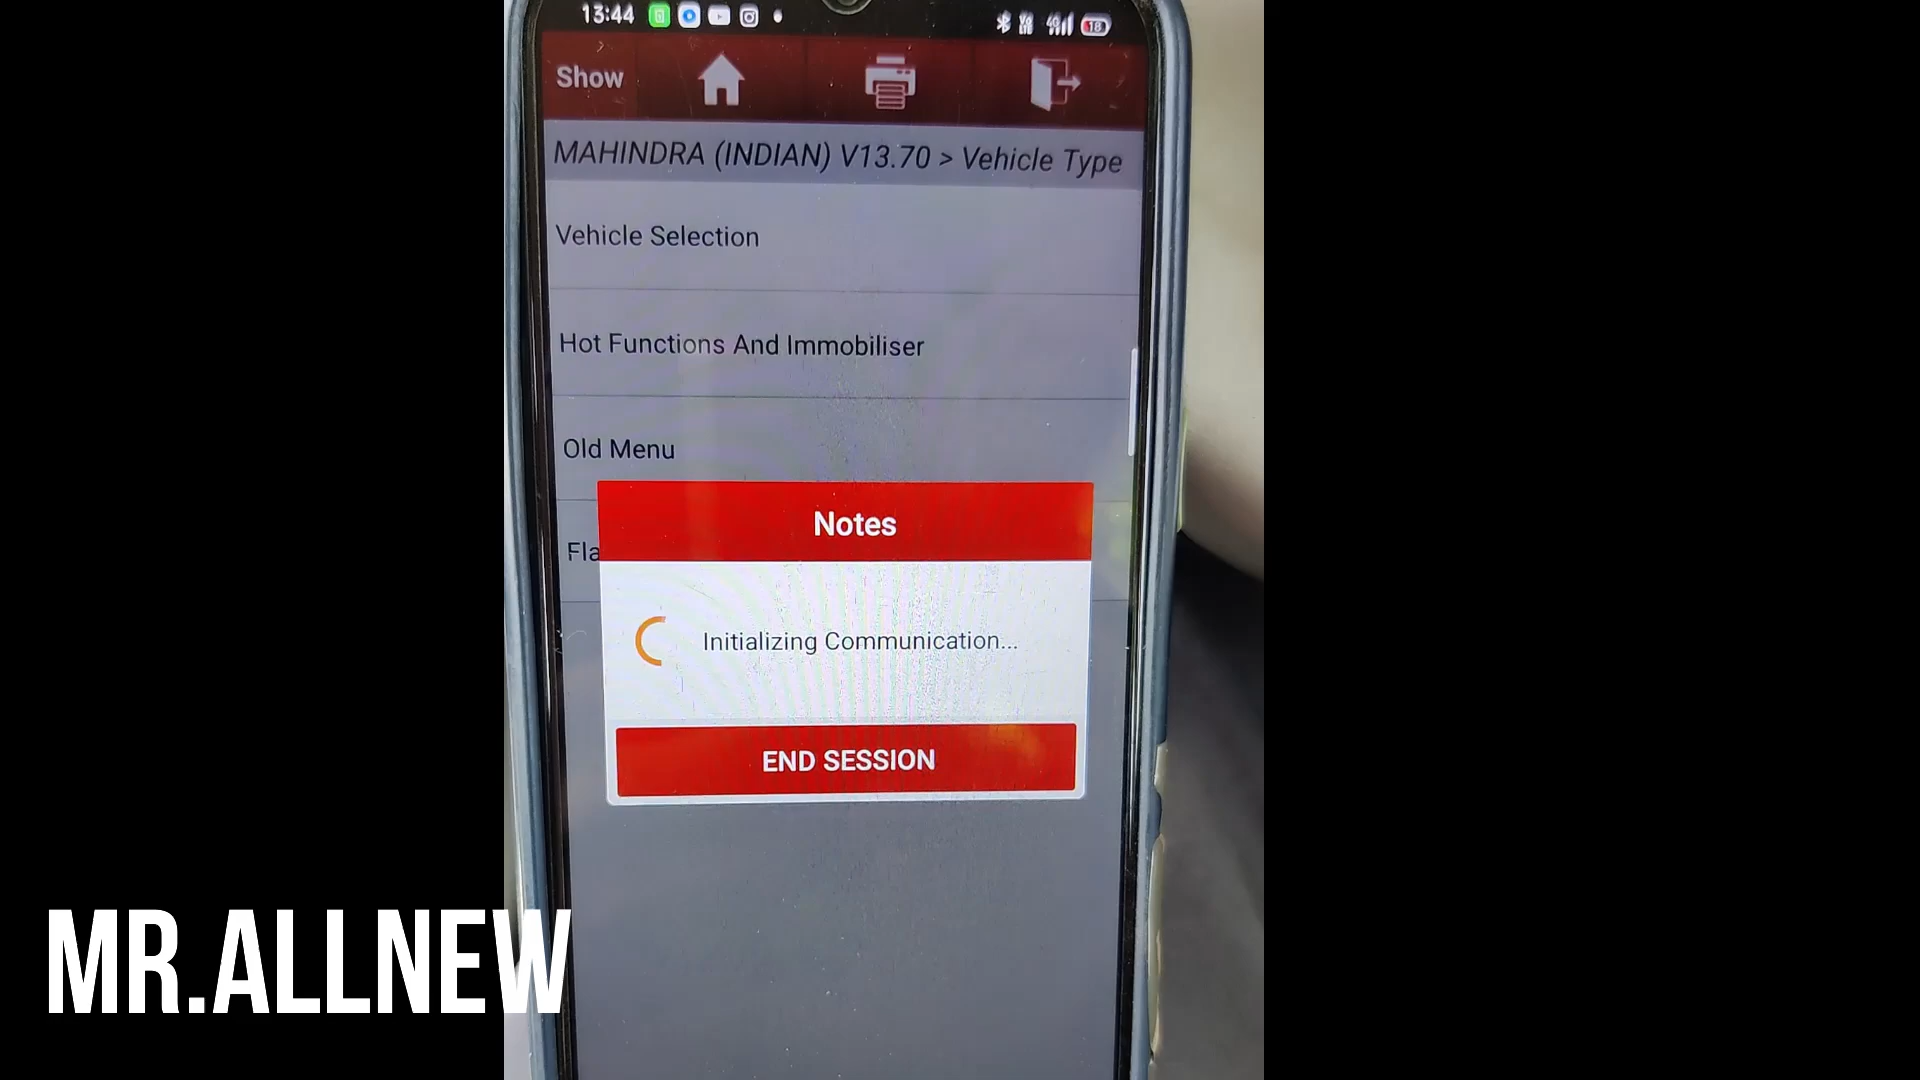 13:44
18
Show
MAHINDRA (INDIAN) V13.70 > Vehicle Type
Vehicle Selection
Hot Functions And Immobiliser
Old Menu
Fla
Notes
Initializing Communication...
END SESSION
MR.ALLNEW